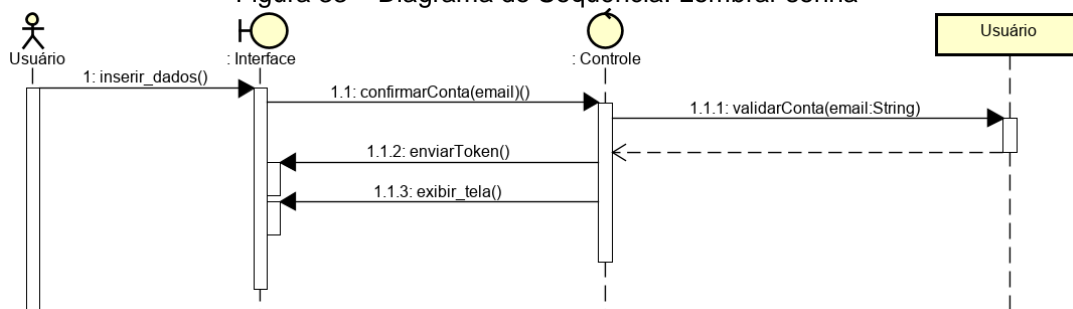 Figura – Diagrama de Sequência: Lembrar senha
Usuário
: Interface
: Controle
Usuário
1: inserir_dados()
1.1: confirmarConta(email)()
1.1.1: validarConta(email:String)
1.1.2: enviarToken()
1.1.3: exibir_tela()